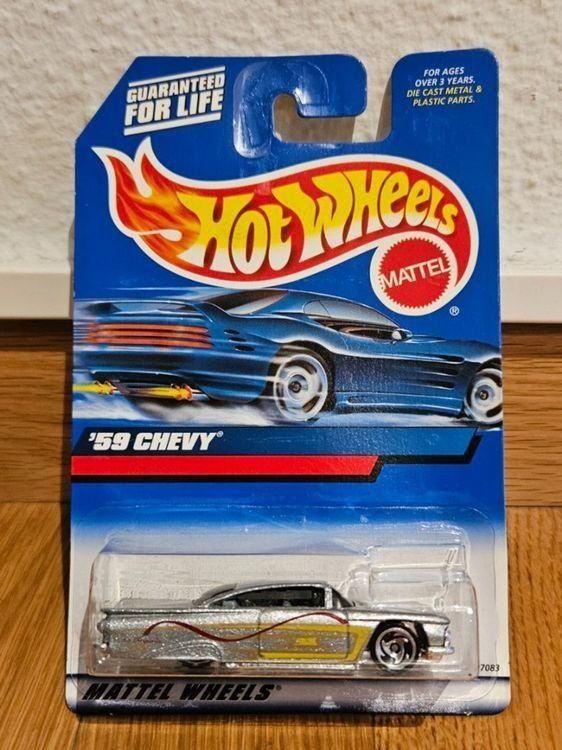 GUARANTEED
FOR LIFE
FOR AGES
OVER 3 YEARS.
DIE CAST METAL &
PLASTIC PARTS.
HOT WHEELS
MATTEL
®
'59 CHEVY®
MATTEL WHEELS®
7083